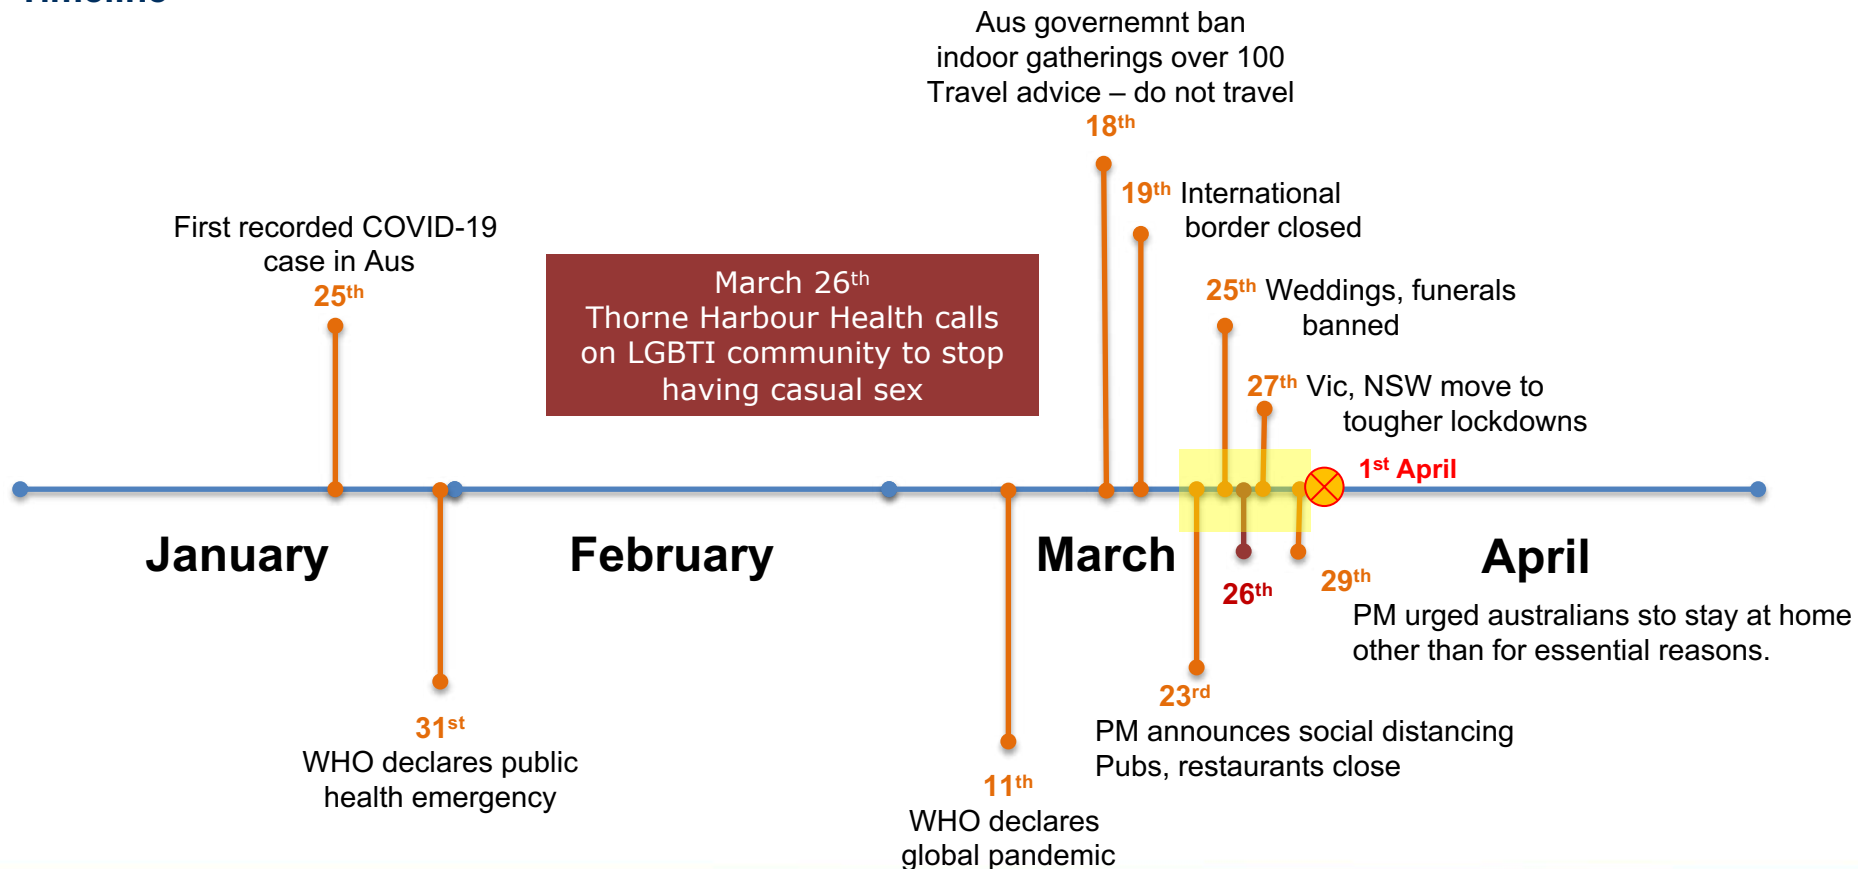 Timeline
Aus governemnt ban
indoor gatherings over 100
Travel advice – do not travel
18th
19th International
border closed
First recorded COVID-19
case in Aus
25th
March 26th
Thorne Harbour Health calls
on LGBTI community to stop
having casual sex
25th Weddings, funerals
banned
27th Vic, NSW move to
tougher lockdowns
1st April
January
February
March
April
26th
29th
PM urged australians sto stay at home
other than for essential reasons.
23rd
PM announces social distancing
Pubs, restaurants close
31st
WHO declares public
health emergency
11th
WHO declares
global pandemic